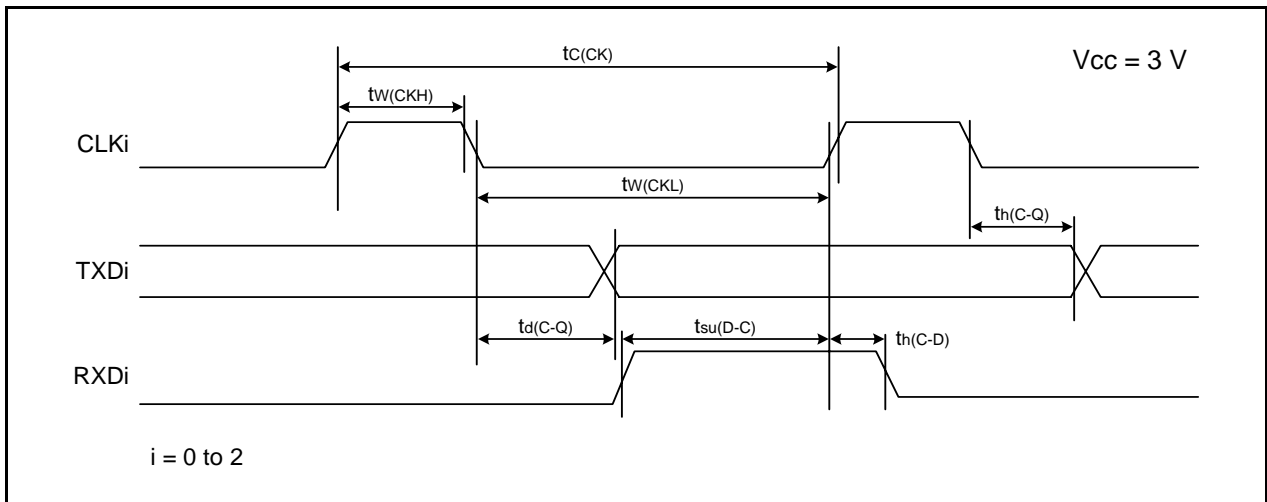 tC(CK)
Vcc = 3 V
tW(CKH)
CLKi
tW(CKL)
th(C-Q)
TXDi
td(C-Q)
tsu(D-C)
th(C-D)
RXDi
i = 0 to 2